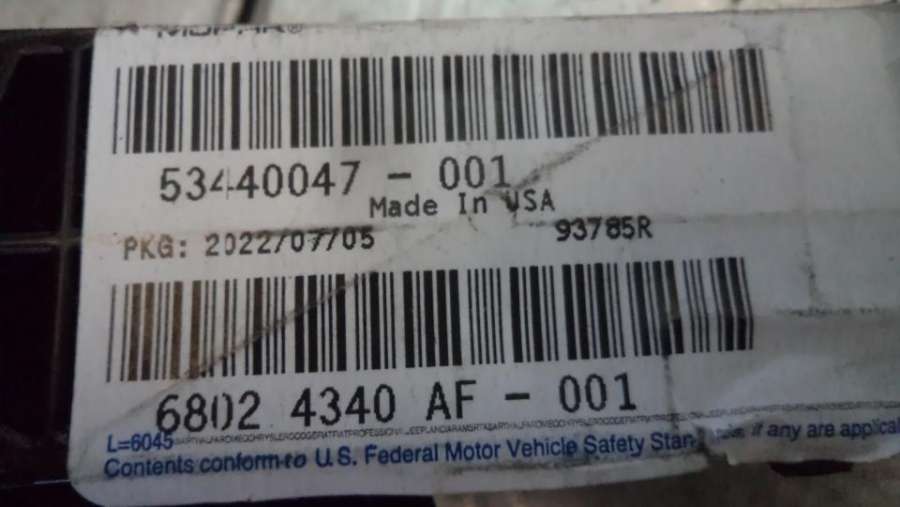 MOPAR®
53440047 - 001
Made In USA
PKG: 2022/07/05 93785R
6802 4340 AF - 001
L=6045
Contents conform to U.S. Federal Motor Vehicle Safety Stan if any are applica